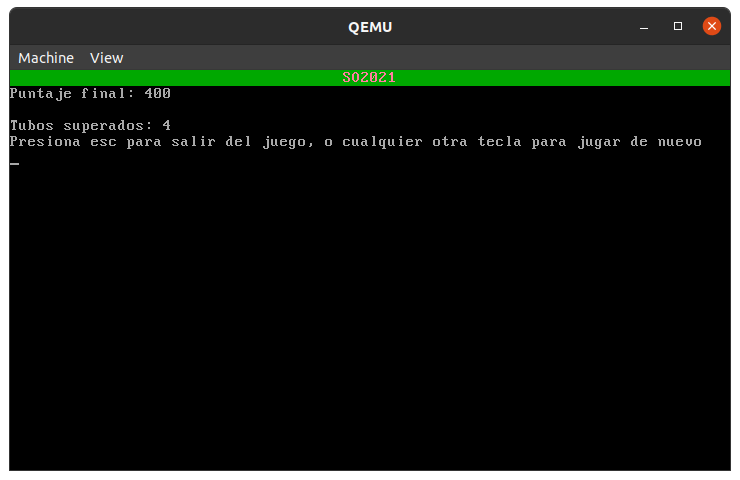 QEMU
Machine View
SO2021
Puntaje final: 400
Tubos superados: 4
Presiona esc para salir del juego, o cualquier otra tecla para jugar de nuevo